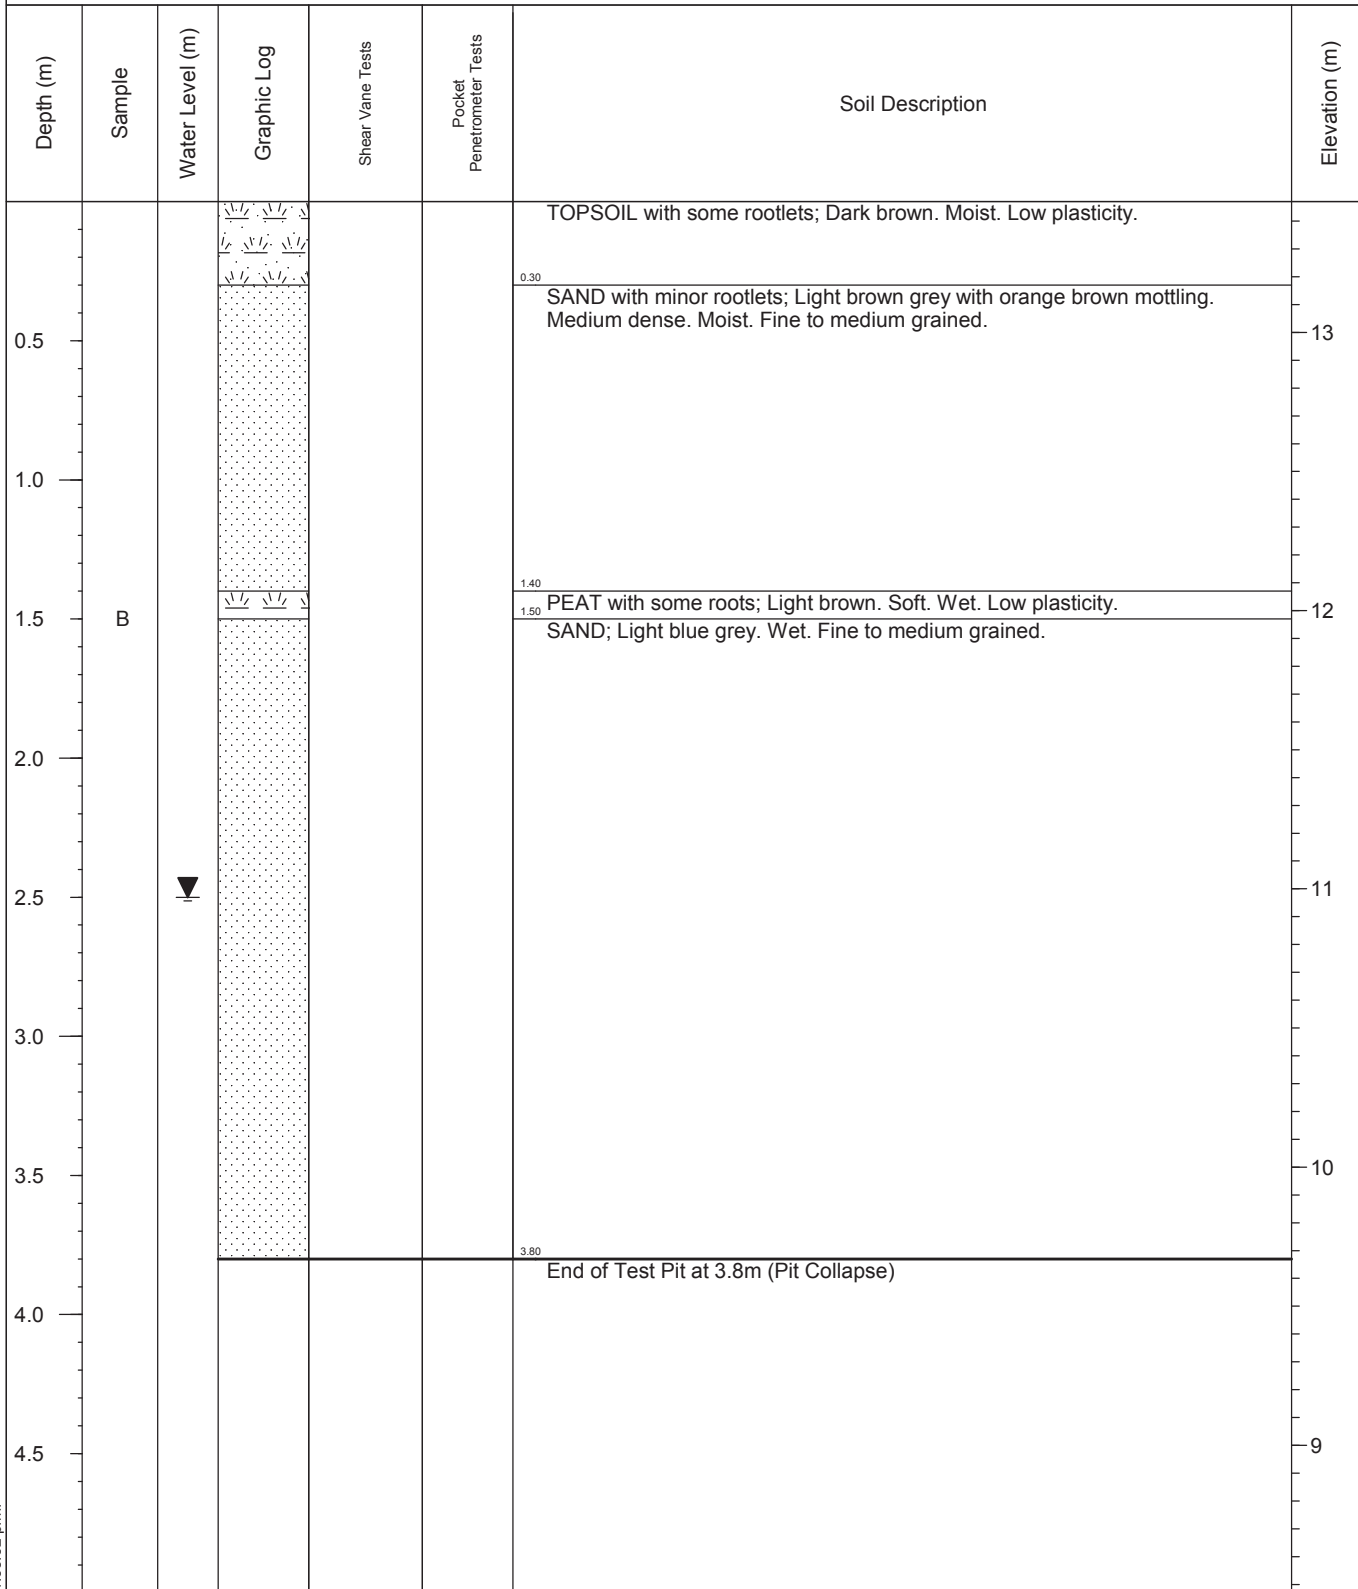 Depth (m)
Sample
Water Level (m)
Graphic Log
Shear Vane Tests
Pocket
Penetrometer Tests
Soil Description
Elevation (m)
TOPSOIL with some rootlets; Dark brown. Moist. Low plasticity.
0.30
SAND with minor rootlets; Light brown grey with orange brown mottling.
Medium dense. Moist. Fine to medium grained.
0.5
13
1.0
1.40
PEAT with some roots; Light brown. Soft. Wet. Low plasticity.
12
1.50
1.5
B
SAND; Light blue grey. Wet. Fine to medium grained.
2.0
2.5
11
3.0
3.5
10
3.80
End of Test Pit at 3.8m (Pit Collapse)
4.0
4.5
9